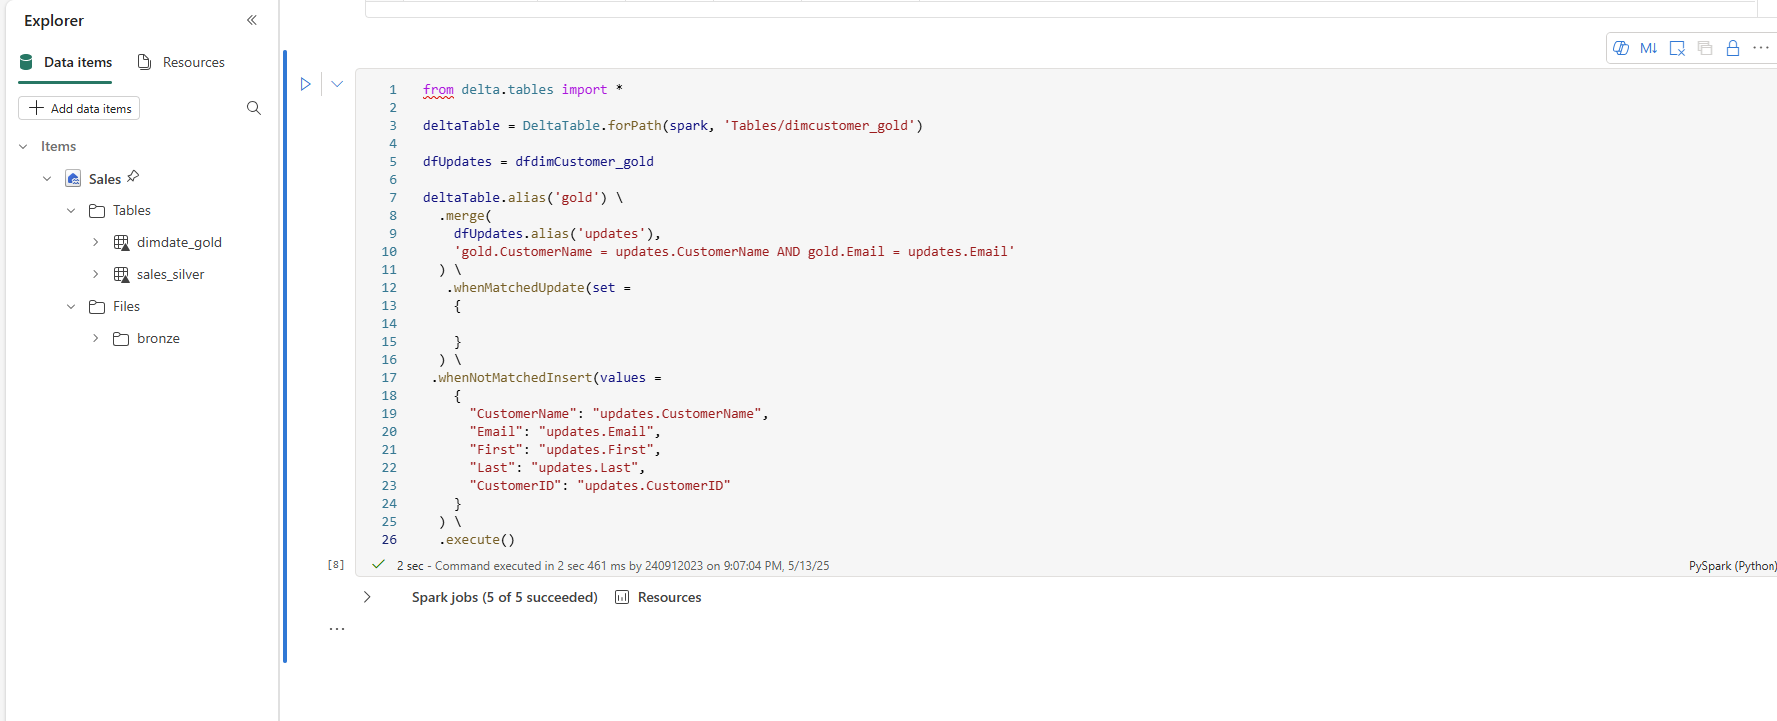 Explorer
Data items
Resources
Add data items
Items
Sales
Tables
dimdate_gold
sales_silver
Files
bronze
M↓
1 from delta.tables import *
2
3 deltaTable = DeltaTable.forPath(spark, 'Tables/dimcustomer_gold')
4
5 dfUpdates = dfdimCustomer_gold
6
7 deltaTable.alias('gold') \
8 .merge(
9 dfUpdates.alias('updates'),
10 'gold.CustomerName = updates.CustomerName AND gold.Email = updates.Email'
11 ) \
12 .whenMatchedUpdate(set =
13 {
14
15 }
16 ) \
17 .whenNotMatchedInsert(values =
18 {
19 "CustomerName": "updates.CustomerName",
20 "Email": "updates.Email",
21 "First": "updates.First",
22 "Last": "updates.Last",
23 "CustomerID": "updates.CustomerID"
24 }
25 ) \
26 .execute()
[8] 2 sec - Command executed in 2 sec 461 ms by 240912023 on 9:07:04 PM, 5/13/25 PySpark (Python)
Spark jobs (5 of 5 succeeded) Resources